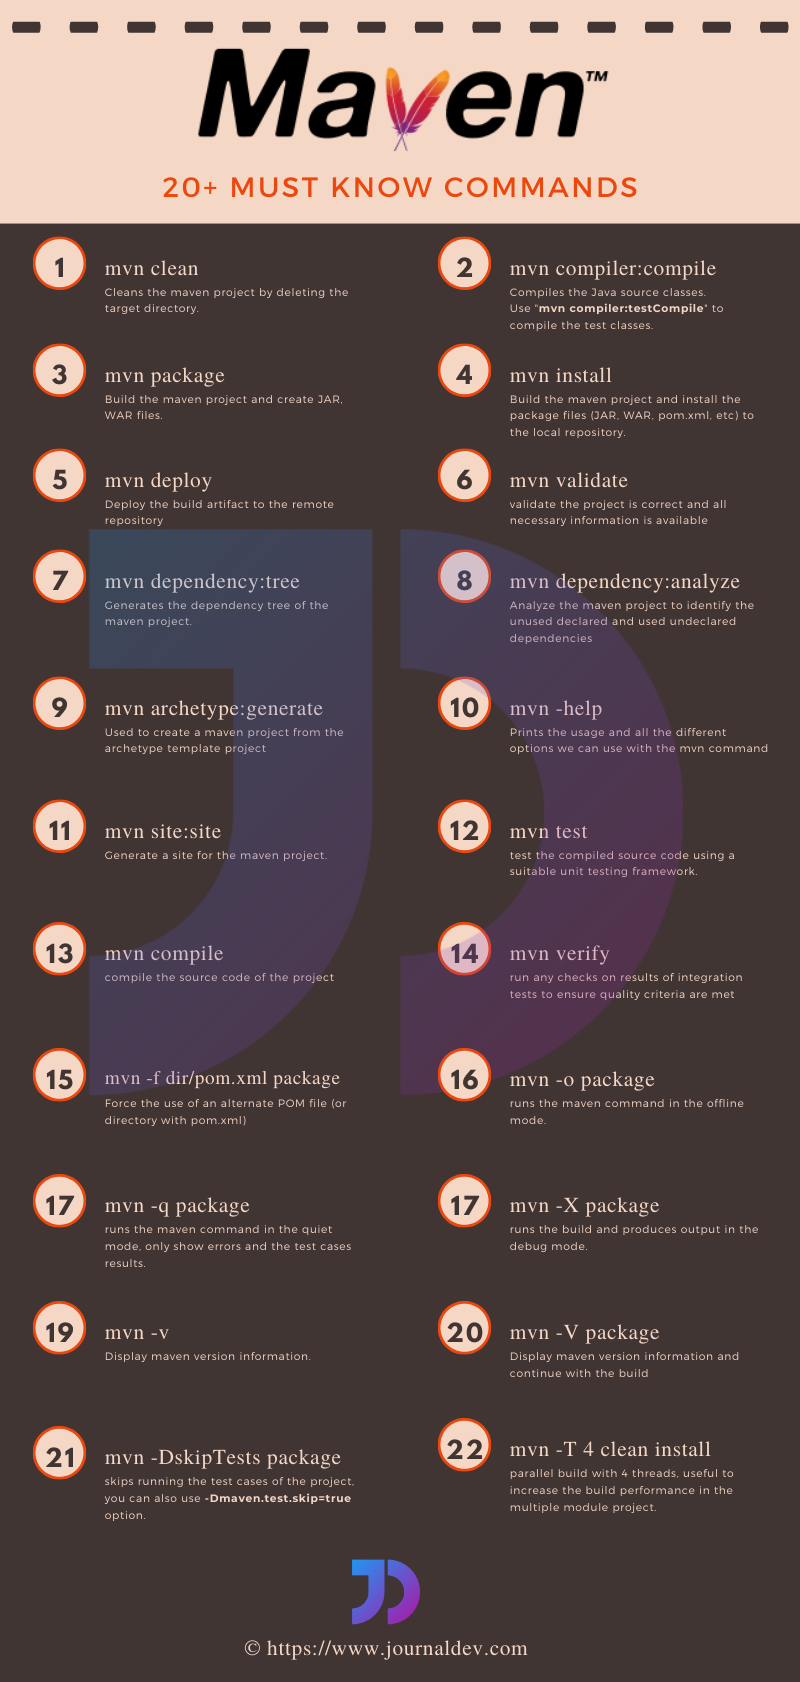 Maven™
20+ MUST KNOW COMMANDS
1
mvn clean
Cleans the maven project by deleting the
target directory.
2
mvn compiler:compile
Compiles the Java source classes.
Use "mvn compiler:testCompile" to
compile the test classes.
3
mvn package
Build the maven project and create JAR,
WAR files.
4
mvn install
Build the maven project and install the
package files (JAR, WAR, pom.xml, etc) to
the local repository.
5
mvn deploy
Deploy the build artifact to the remote
repository
6
mvn validate
validate the project is correct and all
necessary information is available
7
mvn dependency:tree
Generates the dependency tree of the
maven project.
8
mvn dependency:analyze
Analyze the maven project to identify the
unused declared and used undeclared
dependencies
9
mvn archetype:generate
Used to create a maven project from the
archetype template project
10
mvn -help
Prints the usage and all the different
options we can use with the mvn command
11
mvn site:site
Generate a site for the maven project.
12
mvn test
test the compiled source code using a
suitable unit testing framework.
13
mvn compile
compile the source code of the project
14
mvn verify
run any checks on results of integration
tests to ensure quality criteria are met
15
mvn -f dir/pom.xml package
Force the use of an alternate POM file (or
directory with pom.xml)
16
mvn -o package
runs the maven command in the offline
mode.
17
mvn -q package
runs the maven command in the quiet
mode, only show errors and the test cases
results.
17
mvn -X package
runs the build and produces output in the
debug mode.
19
mvn -v
Display maven version information.
20
mvn -V package
Display maven version information and
continue with the build
21
mvn -DskipTests package
skips running the test cases of the project,
you can also use -Dmaven.test.skip=true
option.
22
mvn -T 4 clean install
parallel build with 4 threads, useful to
increase the build performance in the
multiple module project.
JD
© https://www.journaldev.com